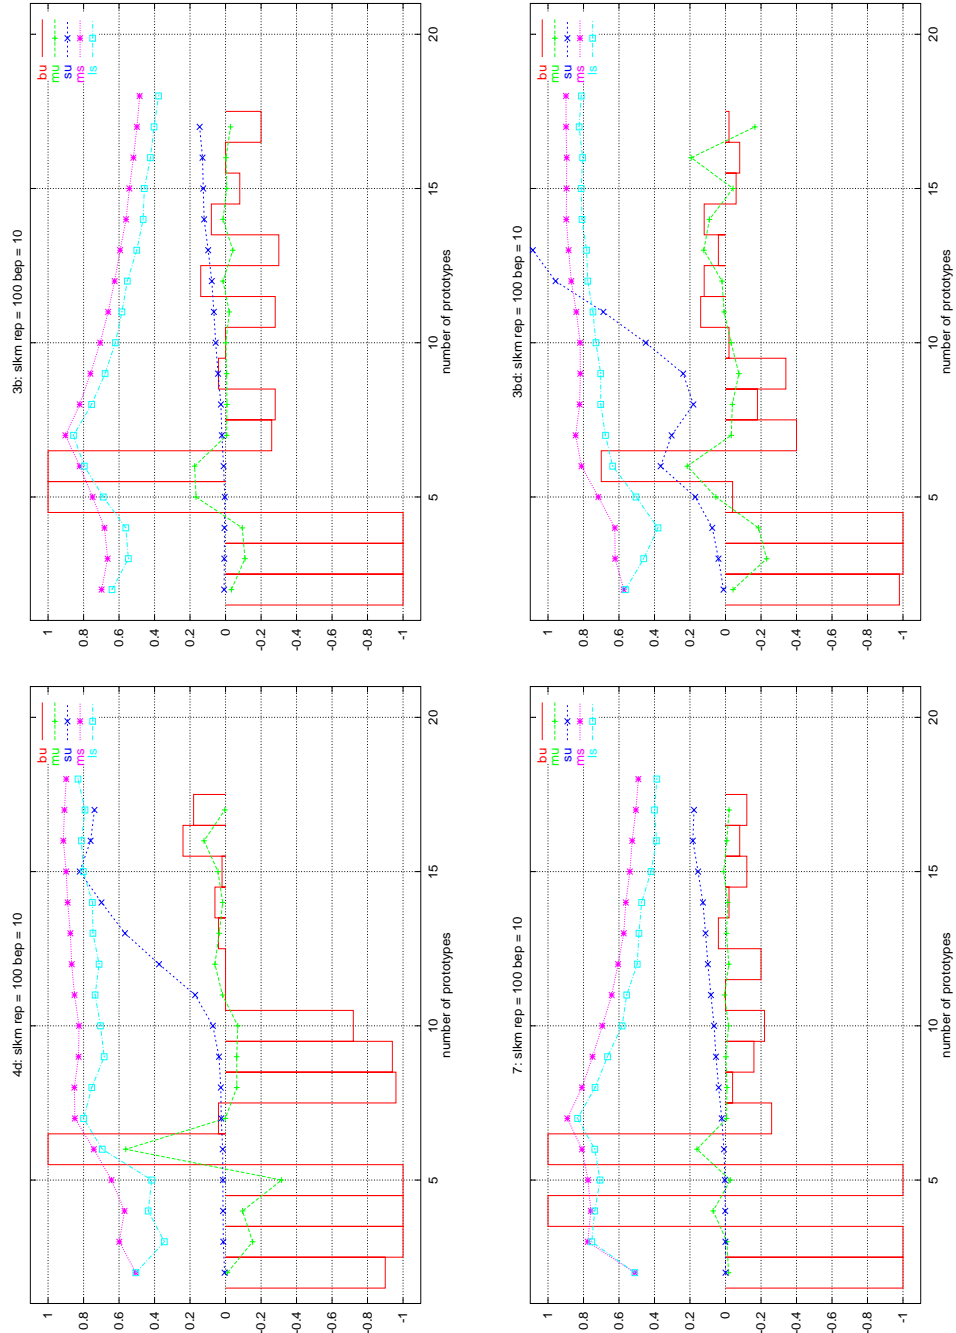 4d: slkm rep = 100 bep = 10
bu
mu
su
ms
ls
1
0.8
0.6
0.4
0.2
0
-0.2
-0.4
-0.6
-0.8
-1
5 10 15 20
number of prototypes
3b: slkm rep = 100 bep = 10
bu
mu
su
ms
ls
1
0.8
0.6
0.4
0.2
0
-0.2
-0.4
-0.6
-0.8
-1
5 10 15 20
number of prototypes
7: slkm rep = 100 bep = 10
bu
mu
su
ms
ls
1
0.8
0.6
0.4
0.2
0
-0.2
-0.4
-0.6
-0.8
-1
5 10 15 20
number of prototypes
3bd: slkm rep = 100 bep = 10
bu
mu
su
ms
ls
1
0.8
0.6
0.4
0.2
0
-0.2
-0.4
-0.6
-0.8
-1
5 10 15 20
number of prototypes